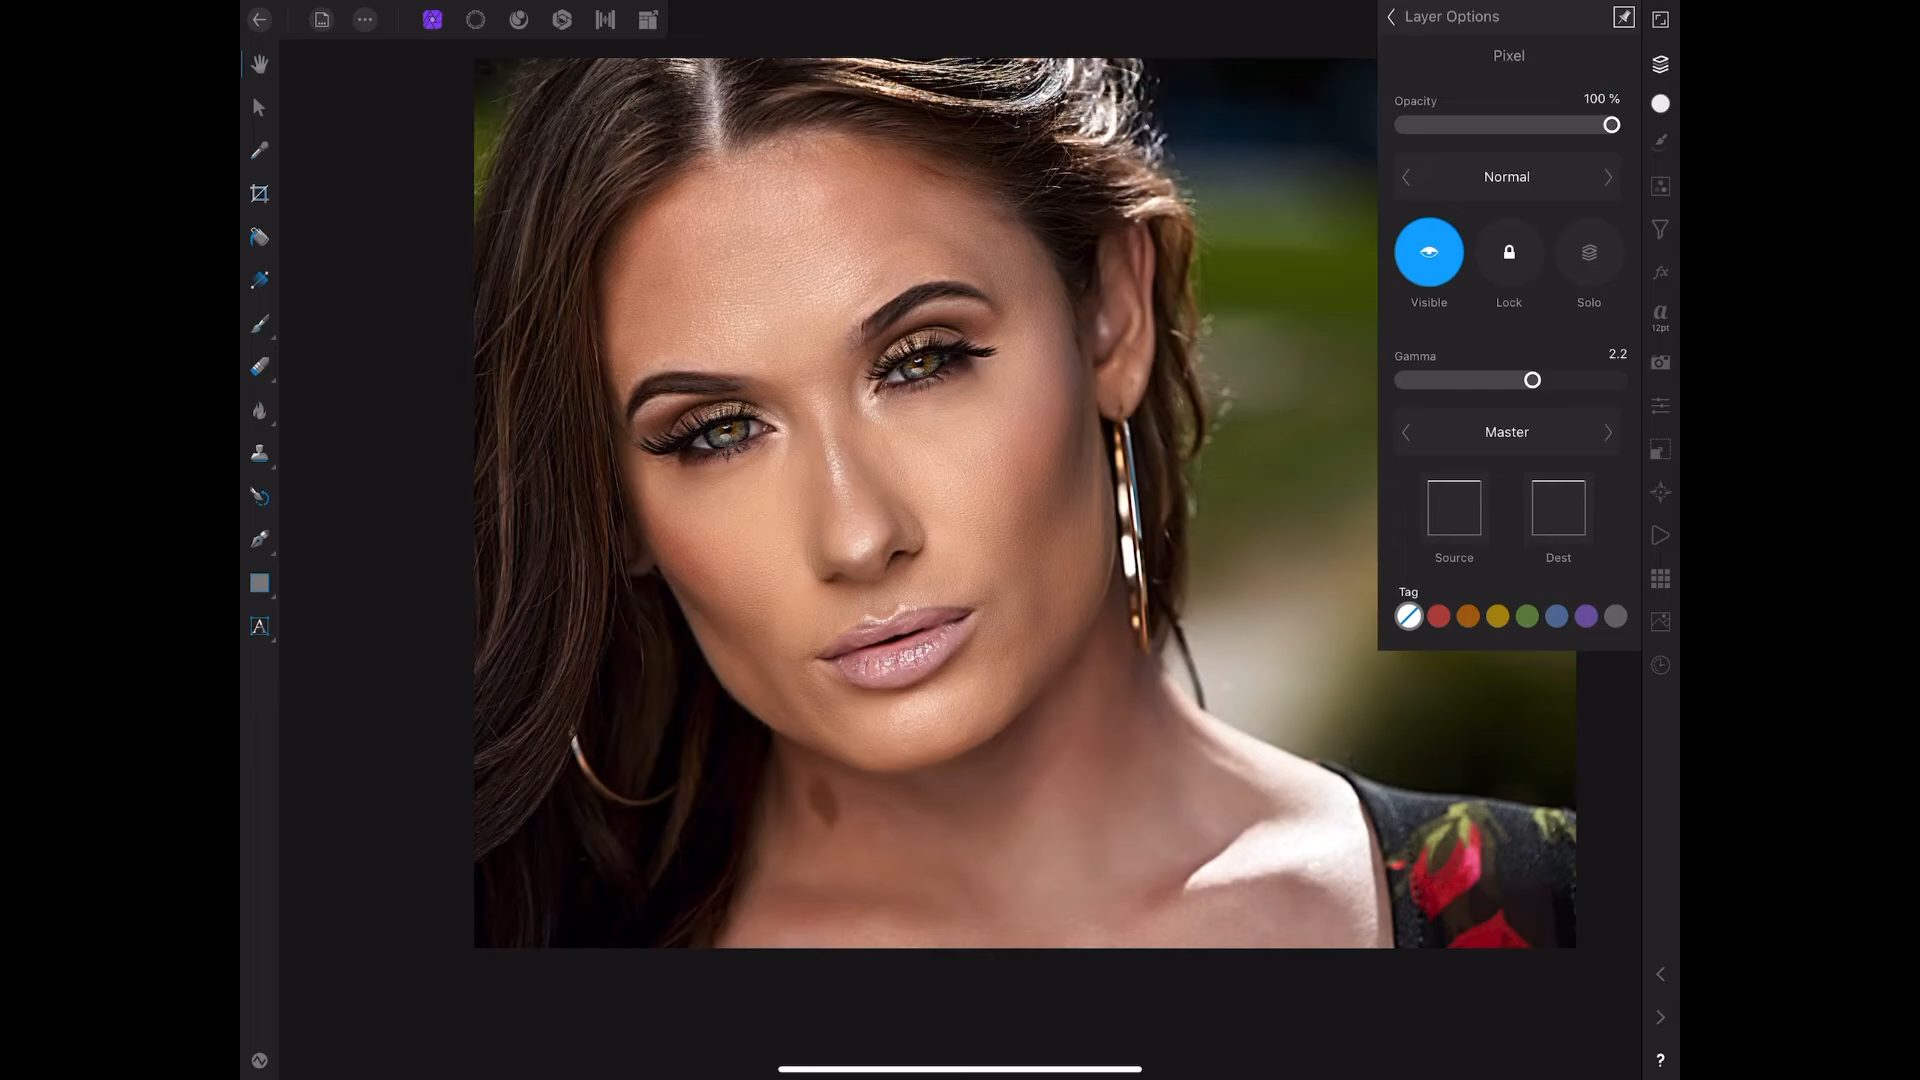 Layer Options
Pixel
Opacity
100 %
Normal
Visible
Lock
Solo
a
12pt
Gamma
2.2
Master
Source
Dest
Tag
A
?